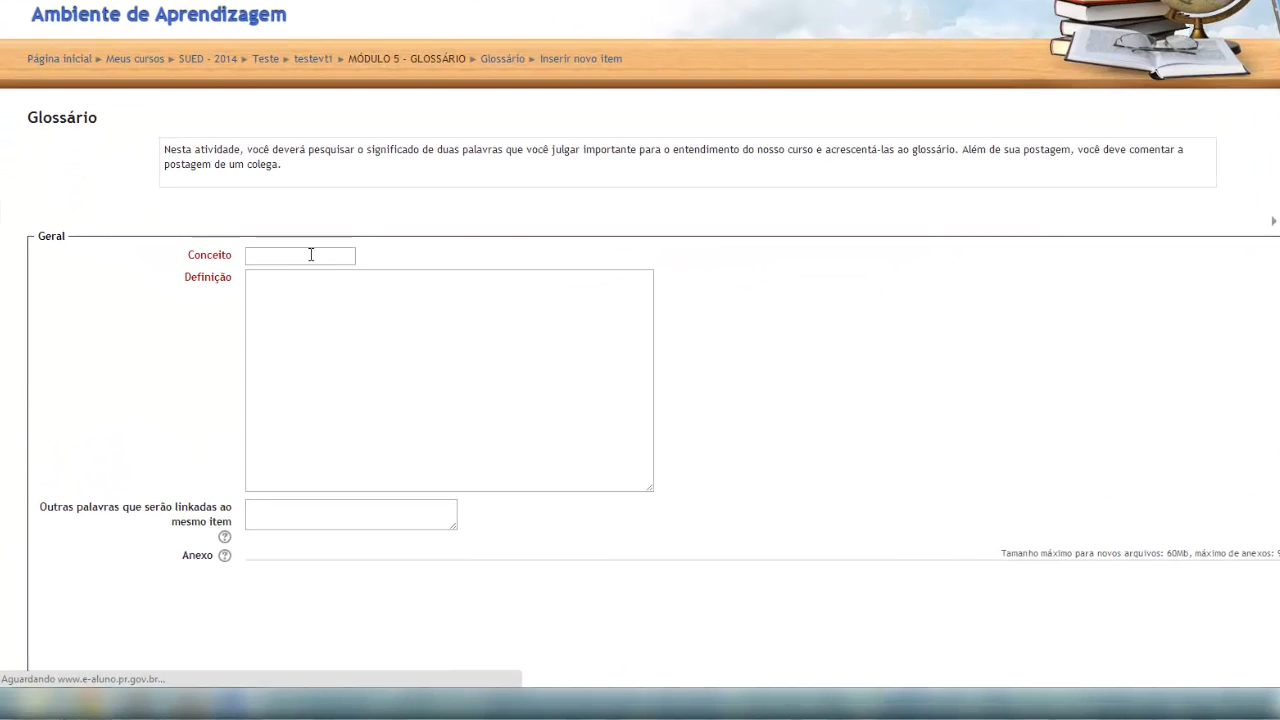 Ambiente de Aprendizagem
Página inicial ► Meus cursos ► SUED - 2014 ► Teste ► testev11 ► MÓDULO 5 - GLOSSÁRIO ► Glossário ► Inserir novo item
Glossário
Nesta atividade, você deverá pesquisar o significado de duas palavras que você julgar importante para o entendimento do nosso curso e acrescentá-las ao glossário. Além de sua postagem, você deve comentar a
postagem de um colega.
Geral
Conceito
Definição
Outras palavras que serão linkadas ao
mesmo item
Anexo
Tamanho máximo para novos arquivos: 60Mb, máximo de anexos: 9
Aguardando www.e-aluno.pr.gov.br...